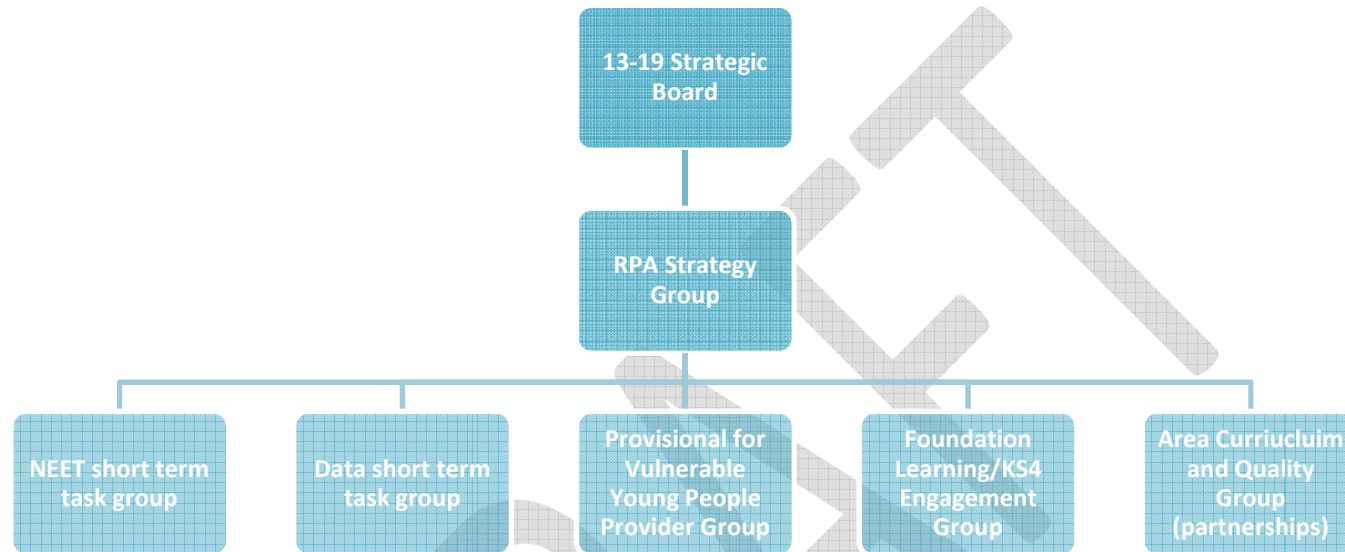 13-19 Strategic
Board
RPA Strategy
Group
NEET short term
task group
Data short term
task group
Provisional for
Vulnerable
Young People
Provider Group
Foundation
Learning/KS4
Engagement
Group
Area Curriucluim
and Quality
Group
(partnerships)